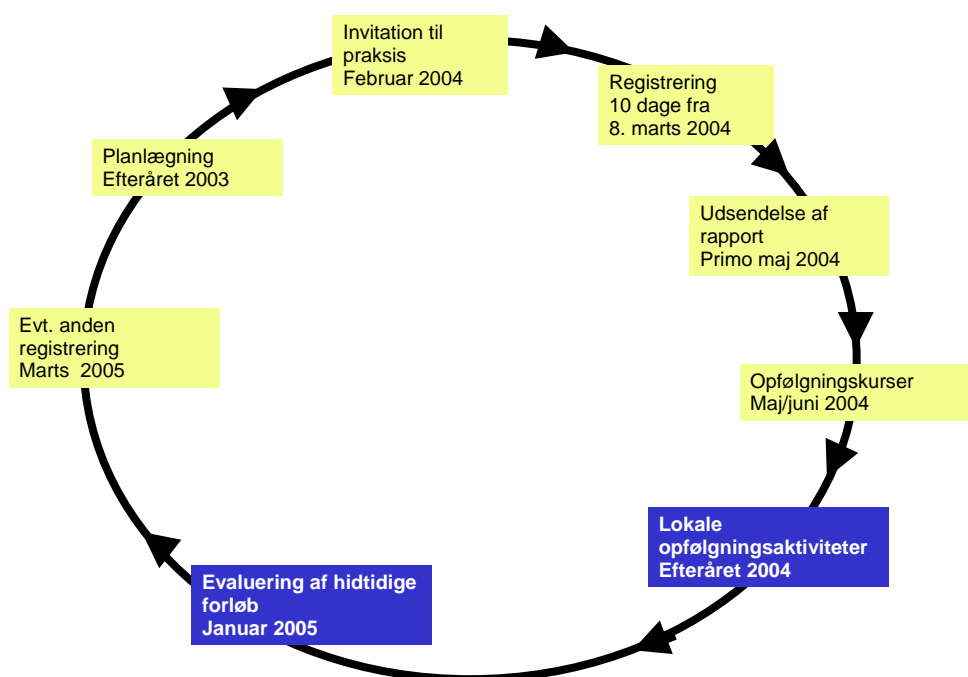 Invitation til
praksis
Februar 2004
Registrering
10 dage fra
8. marts 2004
Planlægning
Efteråret 2003
Udsendelse af
rapport
Primo maj 2004
Evt. anden
registrering
Marts  2005
Opfølgningskurser
Maj/juni 2004
Lokale
opfølgningsaktiviteter
Efteråret 2004
Evaluering af hidtidige
forløb
Januar 2005